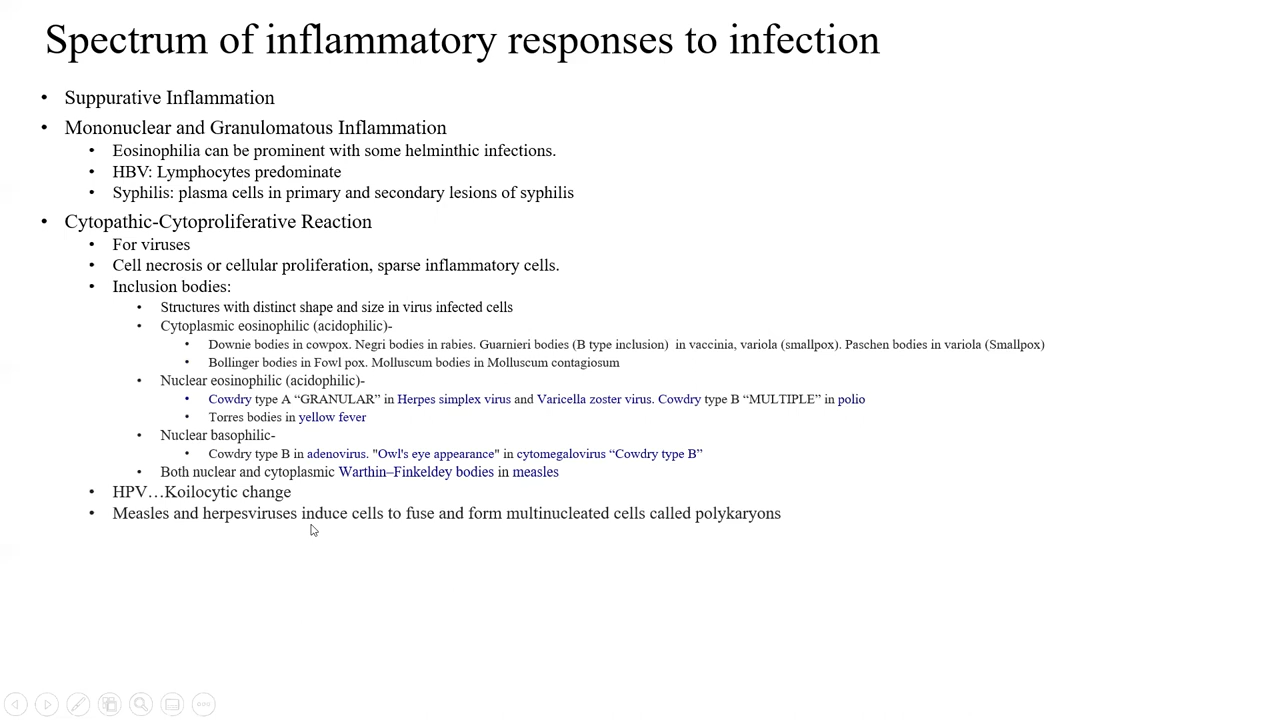 Spectrum of inflammatory responses to infection
• Suppurative Inflammation
• Mononuclear and Granulomatous Inflammation
• Eosinophilia can be prominent with some helminthic infections.
• HBV: Lymphocytes predominate
• Syphilis: plasma cells in primary and secondary lesions of syphilis
• Cytopathic-Cytoproliferative Reaction
• For viruses
• Cell necrosis or cellular proliferation, sparse inflammatory cells.
• Inclusion bodies:
• Structures with distinct shape and size in virus infected cells
• Cytoplasmic eosinophilic (acidophilic)-
• Downie bodies in cowpox. Negri bodies in rabies. Guarnieri bodies (B type inclusion)  in vaccinia, variola (smallpox). Paschen bodies in variola (Smallpox)
• Bollinger bodies in Fowl pox. Molluscum bodies in Molluscum contagiosum
• Nuclear eosinophilic (acidophilic)-
• Cowdry type A “GRANULAR” in Herpes simplex virus and Varicella zoster virus. Cowdry type B “MULTIPLE” in polio
• Torres bodies in yellow fever
• Nuclear basophilic-
• Cowdry type B in adenovirus. "Owl's eye appearance" in cytomegalovirus “Cowdry type B”
• Both nuclear and cytoplasmic Warthin–Finkeldey bodies in measles
• HPV…Koilocytic change
• Measles and herpesviruses induce cells to fuse and form multinucleated cells called polykaryons